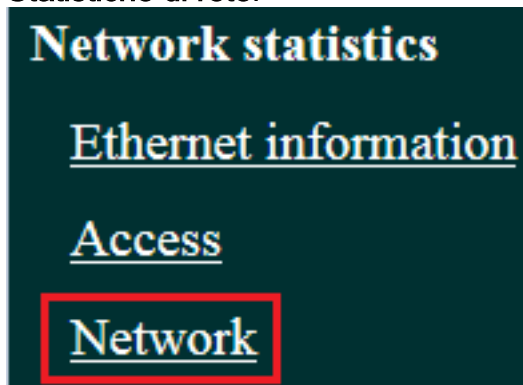 Network statistics
Ethernet information
Access
Network